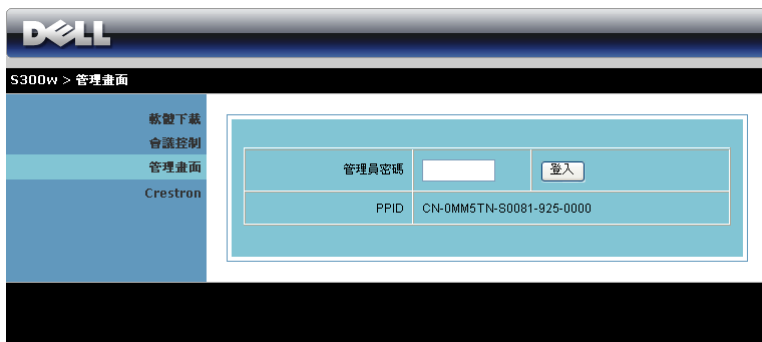 DELL
S300w > 管理畫面
軟體下載
會議控制
管理畫面
Crestron
管理員密碼 登入
PPID CN-0MM5TN-S0081-925-0000